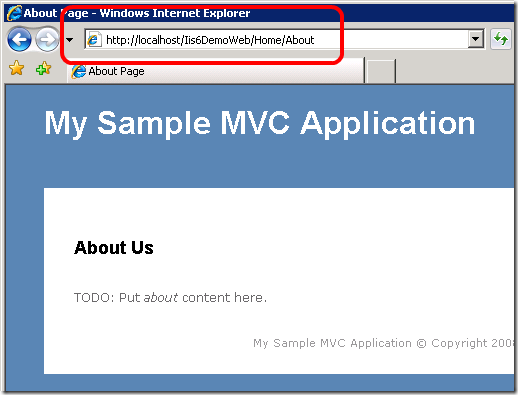 About Page - Windows Internet Explorer
http://localhost/Iis6DemoWeb/Home/About
About Page
My Sample MVC Application
About Us
TODO: Put about content here.
My Sample MVC Application © Copyright